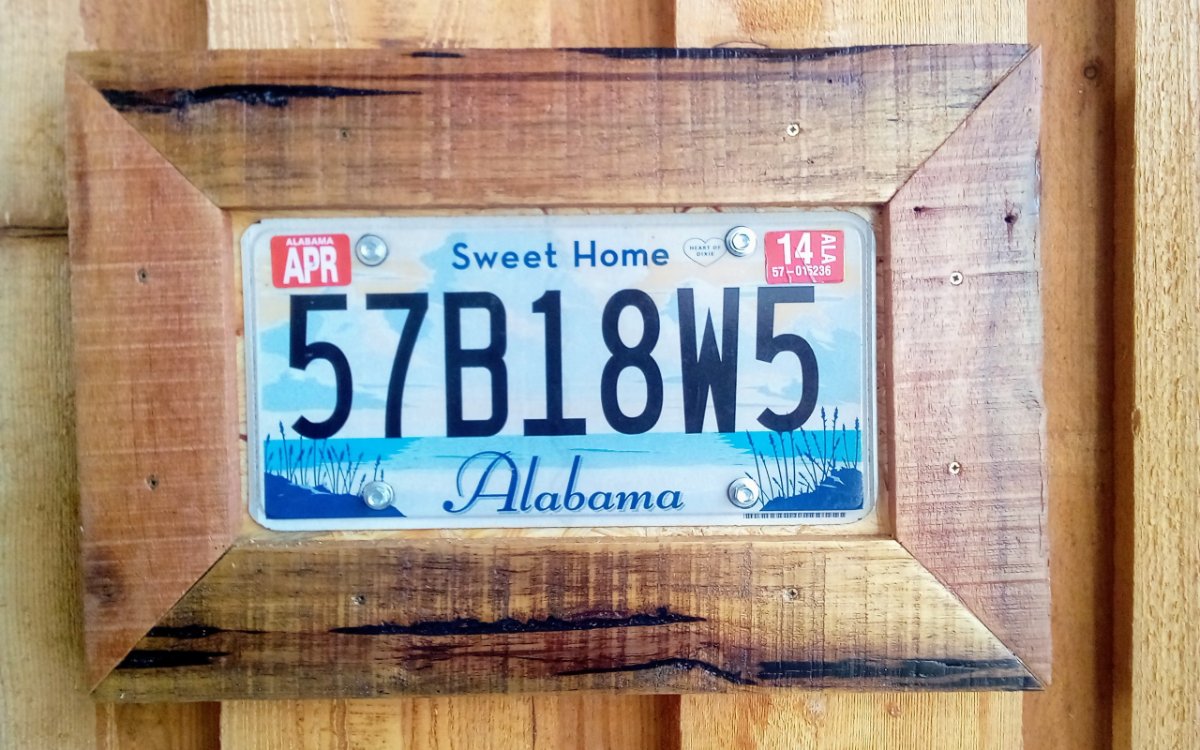 ALABAMA
APR
Sweet Home
HEART OF
DIXIE
14
ALA
57-015236
57B18W5
Alabama